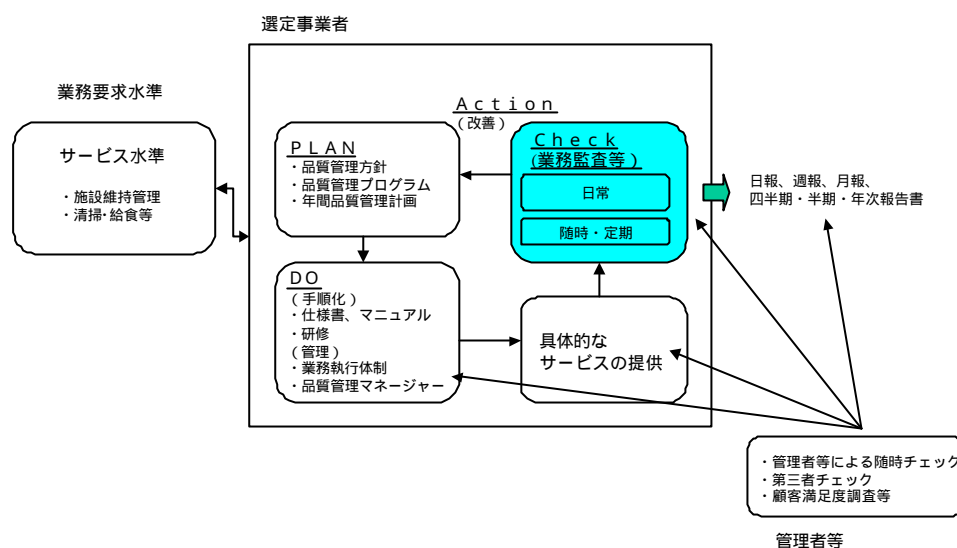 選定事業者
業務要求水準
サービス水準
・施設維持管理
・清掃・給食等
Action
(改善)
PLAN
・品質管理方針
・品質管理プログラム
・年間品質管理計画
Check
(業務監査等)
日常
随時・定期
日報、週報、月報、
四半期・半期・年次報告書
DO
(手順化)
・仕様書、マニュアル
・研修
(管理)
・業務執行体制
・品質管理マネージャー
具体的な
サービスの提供
・管理者等による随時チェック
・第三者チェック
・顧客満足度調査等
管理者等